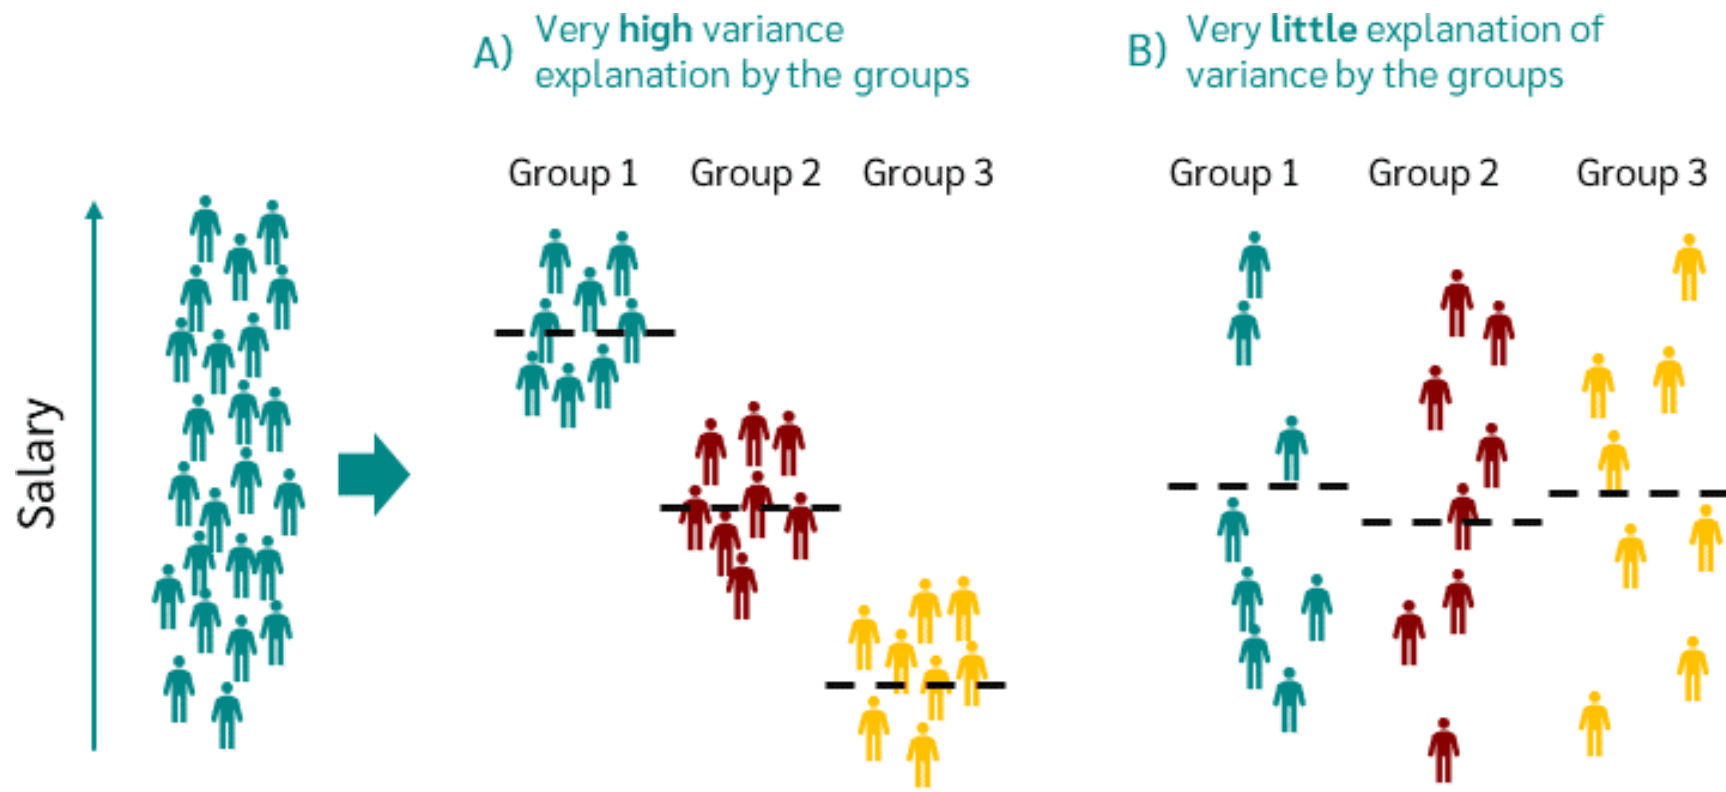 A) Very high variance
explanation by the groups
B) Very little explanation of
variance by the groups
Group 1 Group 2 Group 3
Group 1 Group 2 Group 3
Salary